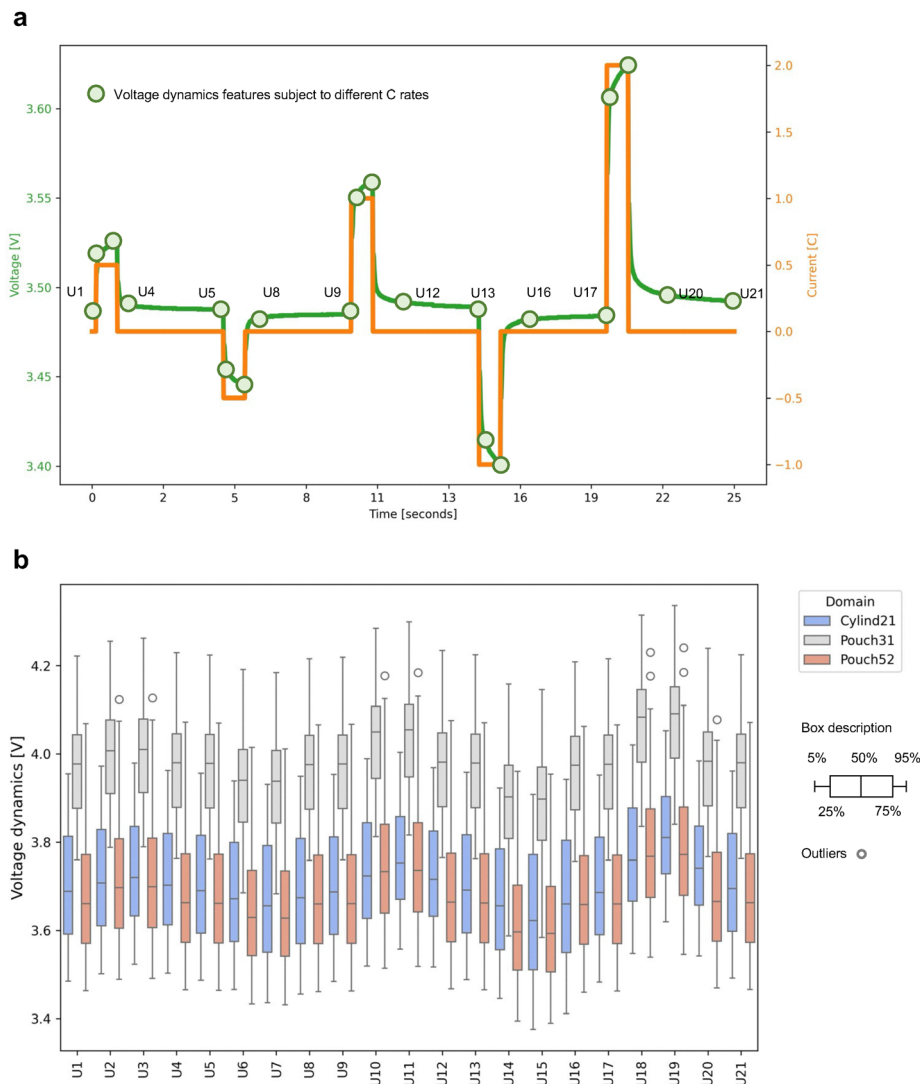 a
Voltage dynamics features subject to different C rates
3.60
3.55
3.50
3.45
3.40
Voltage [V]
2.0
1.5
1.0
0.5
0.0
−0.5
−1.0
Current [C]
U1 U4 U5 U8 U9 U12 U13 U16 U17 U20 U21
0 2 5 8 11 13 16 19 22 25
Time [seconds]
b
4.2
4.0
3.8
3.6
3.4
Voltage dynamics [V]
U1 U2 U3 U4 U5 U6 U7 U8 U9 U10 U11 U12 U13 U14 U15 U16 U17 U18 U19 U20 U21
Domain
Cylind21
Pouch31
Pouch52
Box description
5% 50% 95%
25% 75%
Outliers